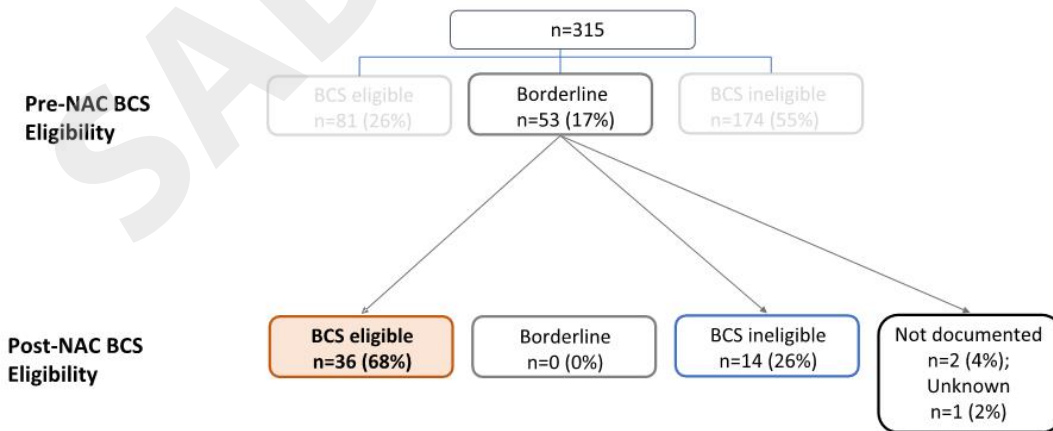 n=315
Pre-NAC BCS
Eligibility
BCS eligible
n=81 (26%)
Borderline
n=53 (17%)
BCS ineligible
n=174 (55%)
Post-NAC BCS
Eligibility
BCS eligible
n=36 (68%)
Borderline
n=0 (0%)
BCS ineligible
n=14 (26%)
Not documented
n=2 (4%);
Unknown
n=1 (2%)
SAB